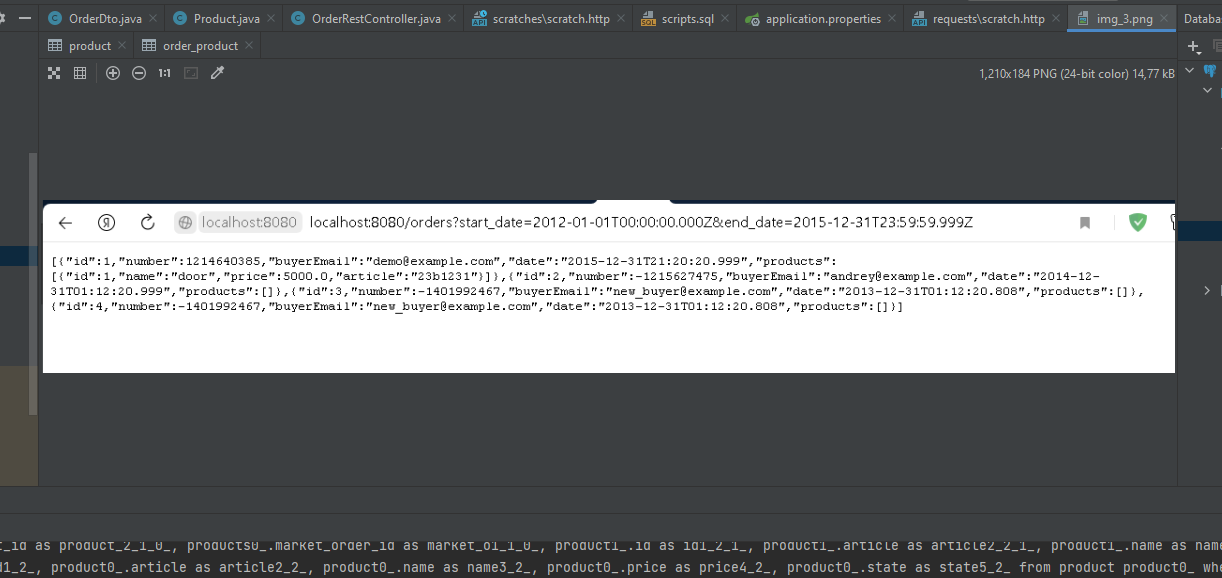 OrderDto.java Product.java OrderRestController.java scratches\scratch.http scripts.sql application.properties requests\scratch.http img_3.png Databa
product order_product
1:1 1,210x184 PNG (24-bit color) 14,77 kB
Я localhost:8080 localhost:8080/orders?start_date=2012-01-01T00:00:00.000Z&end_date=2015-12-31T23:59:59.999Z
[{"id":1,"number":1214640385,"buyerEmail":"demo@example.com","date":"2015-12-31T21:20:20.999","products":
[{"id":1,"name":"door","price":5000.0,"article":"23b1231"}]},{"id":2,"number":-1215627475,"buyerEmail":"andrey@example.com","date":"2014-12-
31T01:12:20.999","products":[]},{"id":3,"number":-1401992467,"buyerEmail":"new_buyer@example.com","date":"2013-12-31T01:12:20.808","products":[]},
{"id":4,"number":-1401992467,"buyerEmail":"new_buyer@example.com","date":"2013-12-31T01:12:20.808","products":[]}]
t_id as product_2_1_0_, products0_.market_order_id as market_o1_1_0_, product1_.id as id1_2_1_, product1_.article as article2_2_1_, product1_.name as name
d1_2_, product0_.article as article2_2_, product0_.name as name3_2_, product0_.price as price4_2_, product0_.state as state5_2_ from product product0_ whe